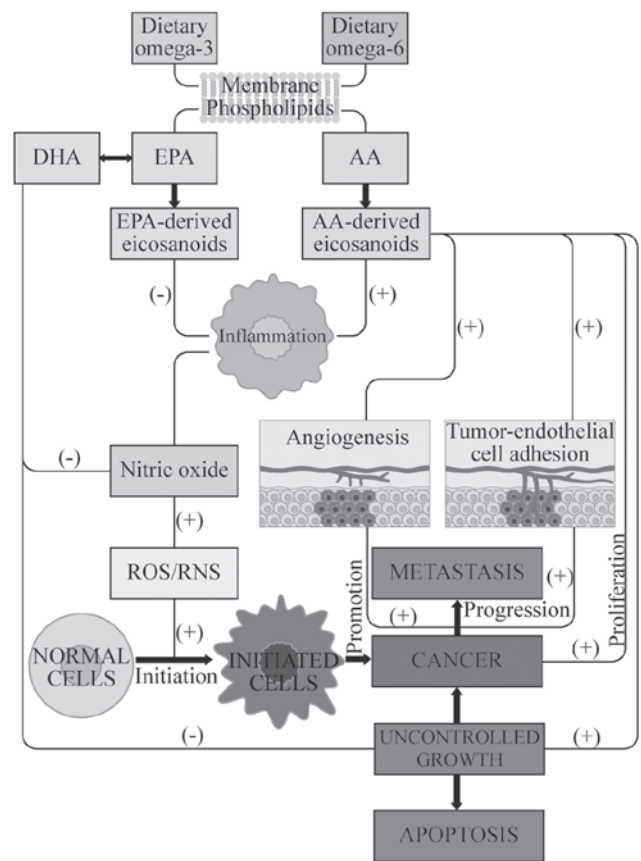 Dietary
omega-3
Dietary
omega-6
Membrane
Phospholipids
DHA
EPA
AA
EPA-derived
eicosanoids
AA-derived
eicosanoids
(-)
(+)
(+)
(+)
Inflammation
Angiogenesis
Tumor-endothelial
cell adhesion
(-)
Nitric oxide
(+)
ROS/RNS
METASTASIS
(+)
Proliferation
Promotion
(+)
Progression
(+)
NORMAL
CELLS
Initiation
INITIATED
CELLS
CANCER
(+)
(-)
UNCONTROLLED
GROWTH
(+)
APOPTOSIS